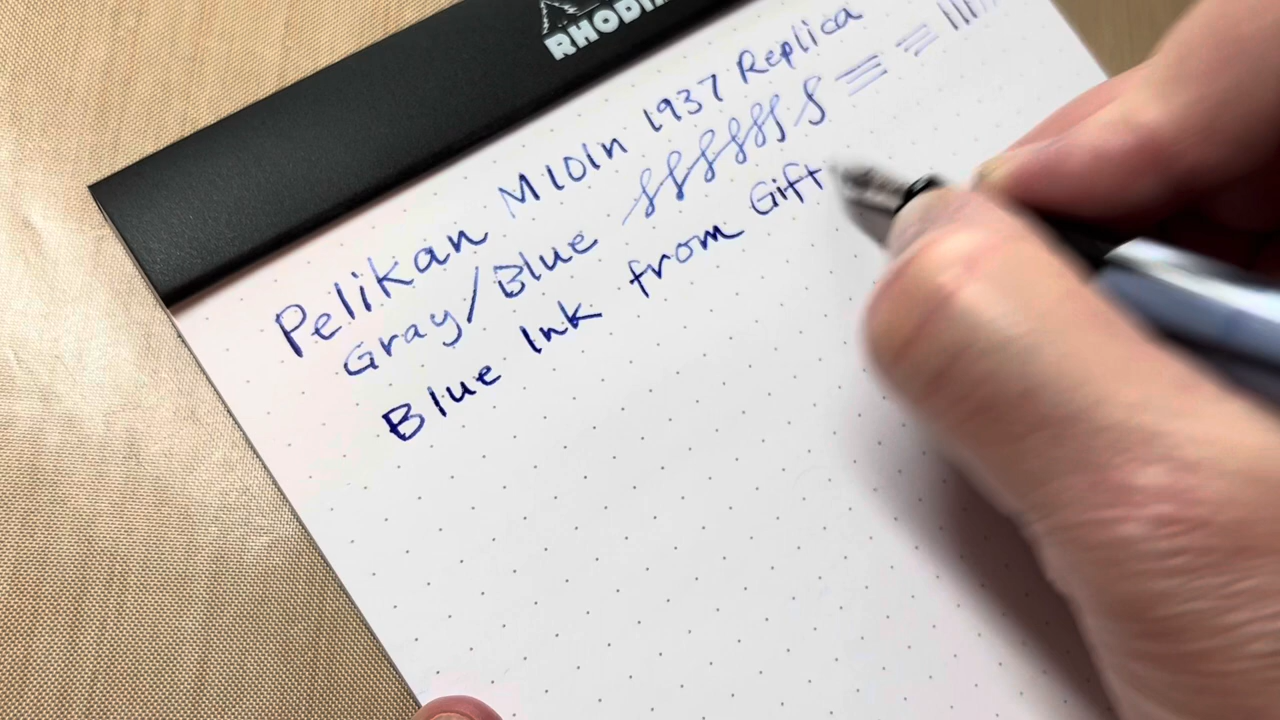 RHODIA
Pelikan M101n 1937 Replica
Gray/Blue
Blue Ink from Gift